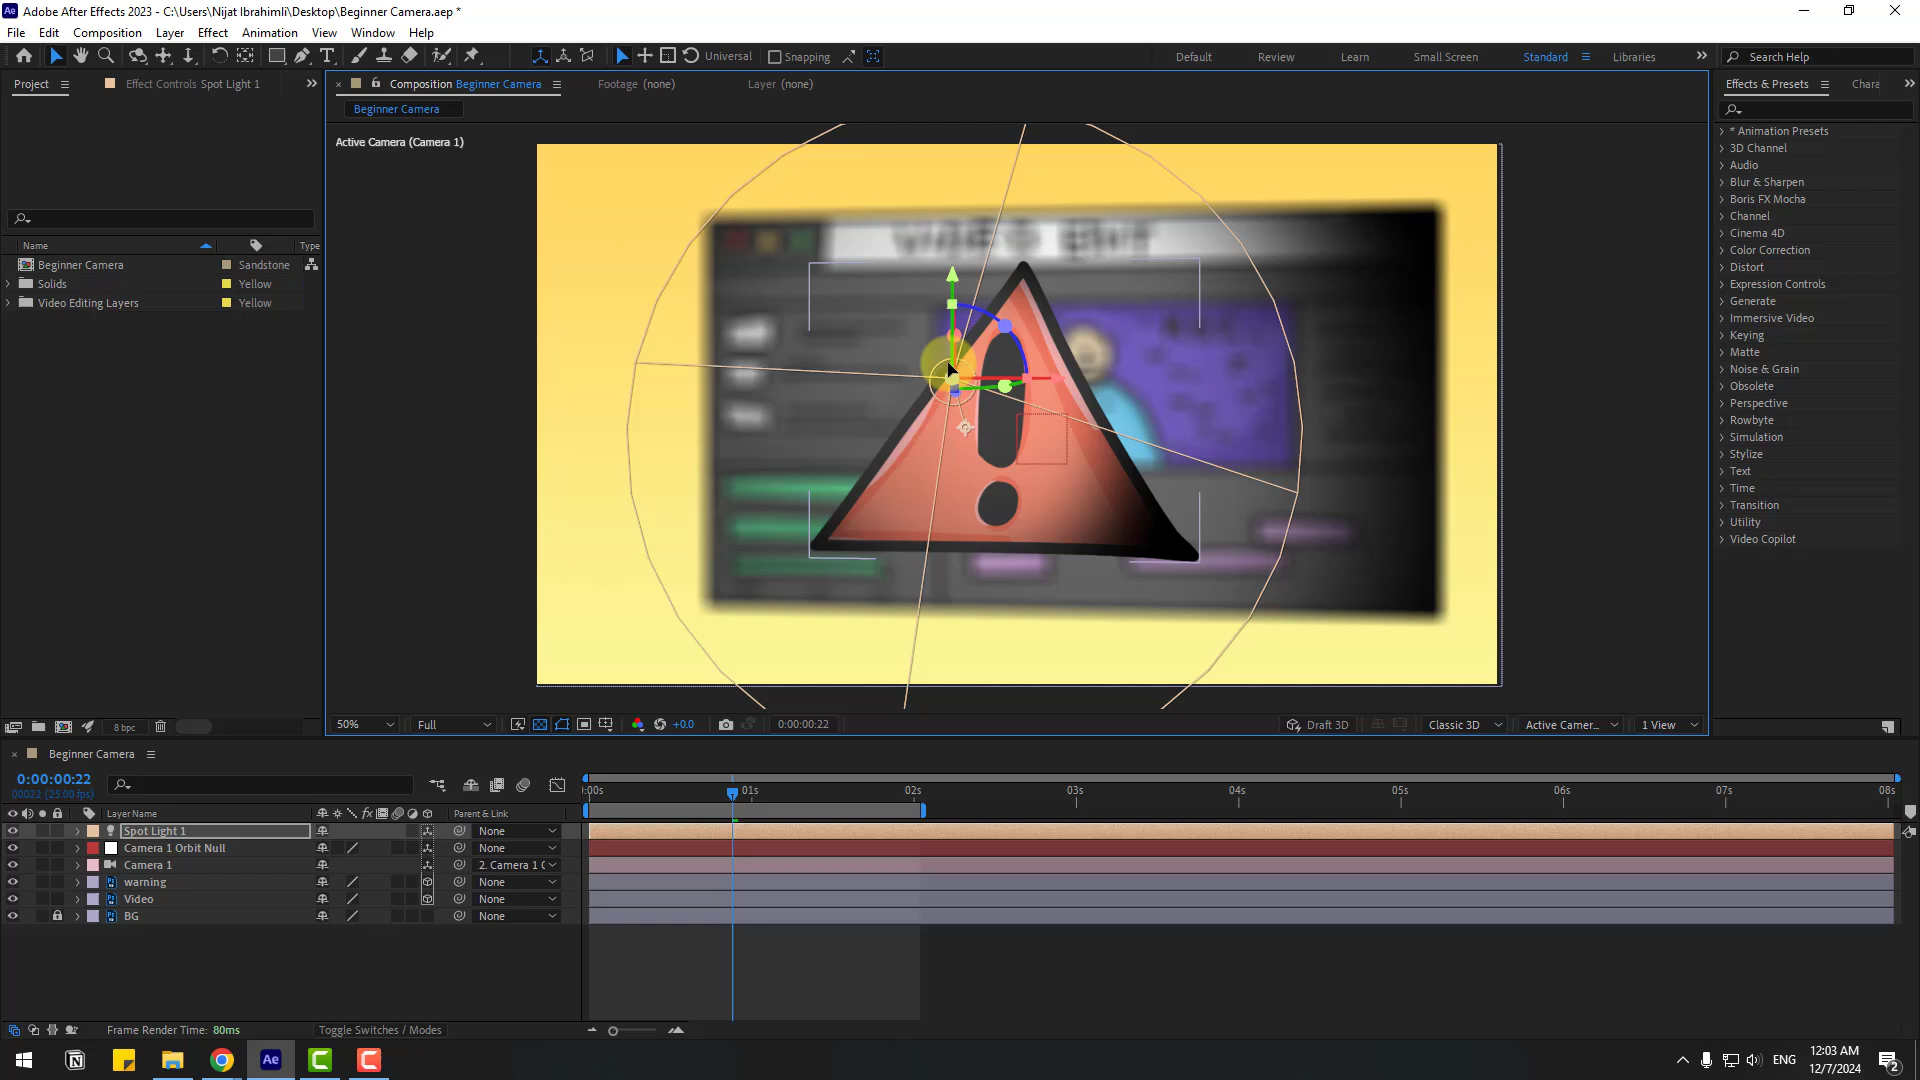 Adobe After Effects 2023 - C:\Users\Nijat Ibrahimli\Desktop\Beginner Camera.aep *
File Edit Composition Layer Effect Animation View Window Help
Universal Snapping Default Review Learn Small Screen Standard Libraries Search Help
Project Effect Controls Spot Light 1 Composition Beginner Camera Footage (none) Layer (none) Effects & Presets Chara
Beginner Camera
Active Camera (Camera 1)
Name Type
Beginner Camera Sandstone
Solids Yellow
Video Editing Layers Yellow
* Animation Presets
3D Channel
Audio
Blur & Sharpen
Boris FX Mocha
Channel
Cinema 4D
Color Correction
Distort
Expression Controls
Generate
Immersive Video
Keying
Matte
Noise & Grain
Obsolete
Perspective
Rowbyte
Simulation
Stylize
Text
Time
Transition
Utility
Video Copilot
8 bpc 50% Full +0.0 0:00:00:22 Draft 3D Classic 3D Active Camer... 1 View
Beginner Camera
0:00:00:22
00022 (25.00 fps)
:00s 01s 02s 03s 04s 05s 06s 07s 08s
Layer Name Parent & Link
Spot Light 1 None
Camera 1 Orbit Null None
Camera 1 2. Camera 1 C
warning None
Video None
BG None
Frame Render Time: 80ms Toggle Switches / Modes
ENG 12:03 AM
12/7/2024 2